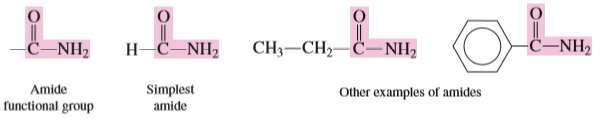 O O O O
–C–NH₂ H–C–NH₂ CH₃–CH₂–C–NH₂ –C–NH₂
Amide Simplest Other examples of amides
functional group amide